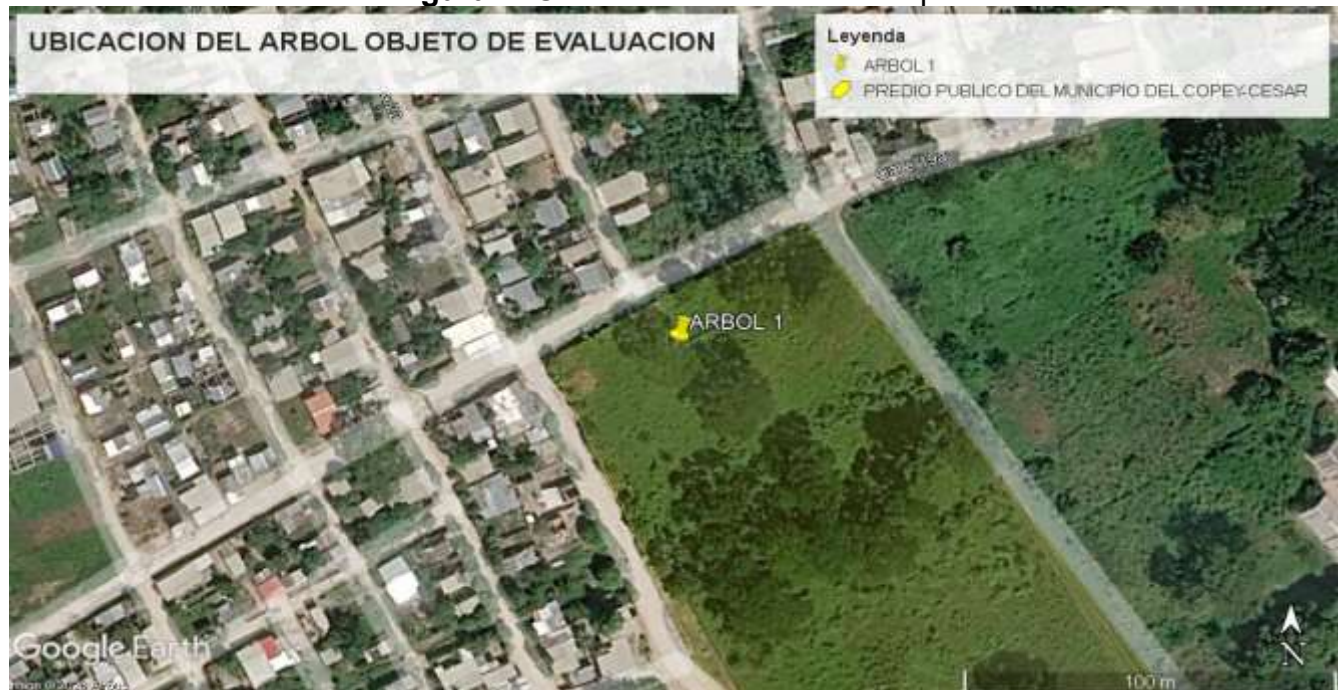 UBICACION DEL ARBOL OBJETO DE EVALUACION
Leyenda
ARBOL 1
PREDIO PUBLICO DEL MUNICIPIO DEL COPEY-CESAR
ARBOL 1
Google Earth
100 m
N